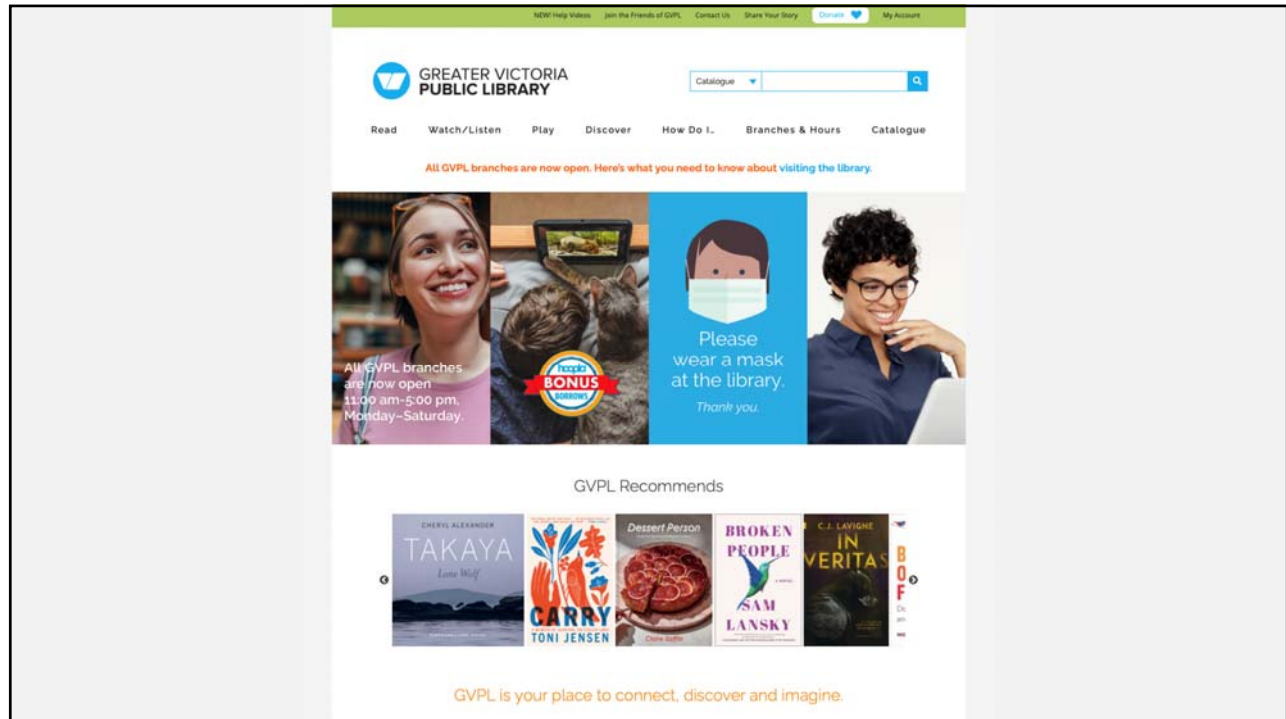 NEW! Help Videos Join the Friends of GVPL Contact Us Share Your Story Donate My Account
GREATER VICTORIA
PUBLIC LIBRARY
Catalogue
Read Watch/Listen Play Discover How Do I... Branches & Hours Catalogue
All GVPL branches are now open. Here's what you need to know about visiting the library.
All GVPL branches
are now open
11:00 am-5:00 pm,
Monday–Saturday.
hoopla
BONUS
BORROWS
Please
wear a mask
at the library.
Thank you.
GVPL Recommends
CHERYL ALEXANDER
TAKAYA
Lone Wolf
CARRY
TONI JENSEN
Dessert Person
Claire Saffitz
BROKEN
PEOPLE
A NOVEL
SAM
LANSKY
C.J. LAVIGNE
IN
VERITAS
B
O
F
GVPL is your place to connect, discover and imagine.